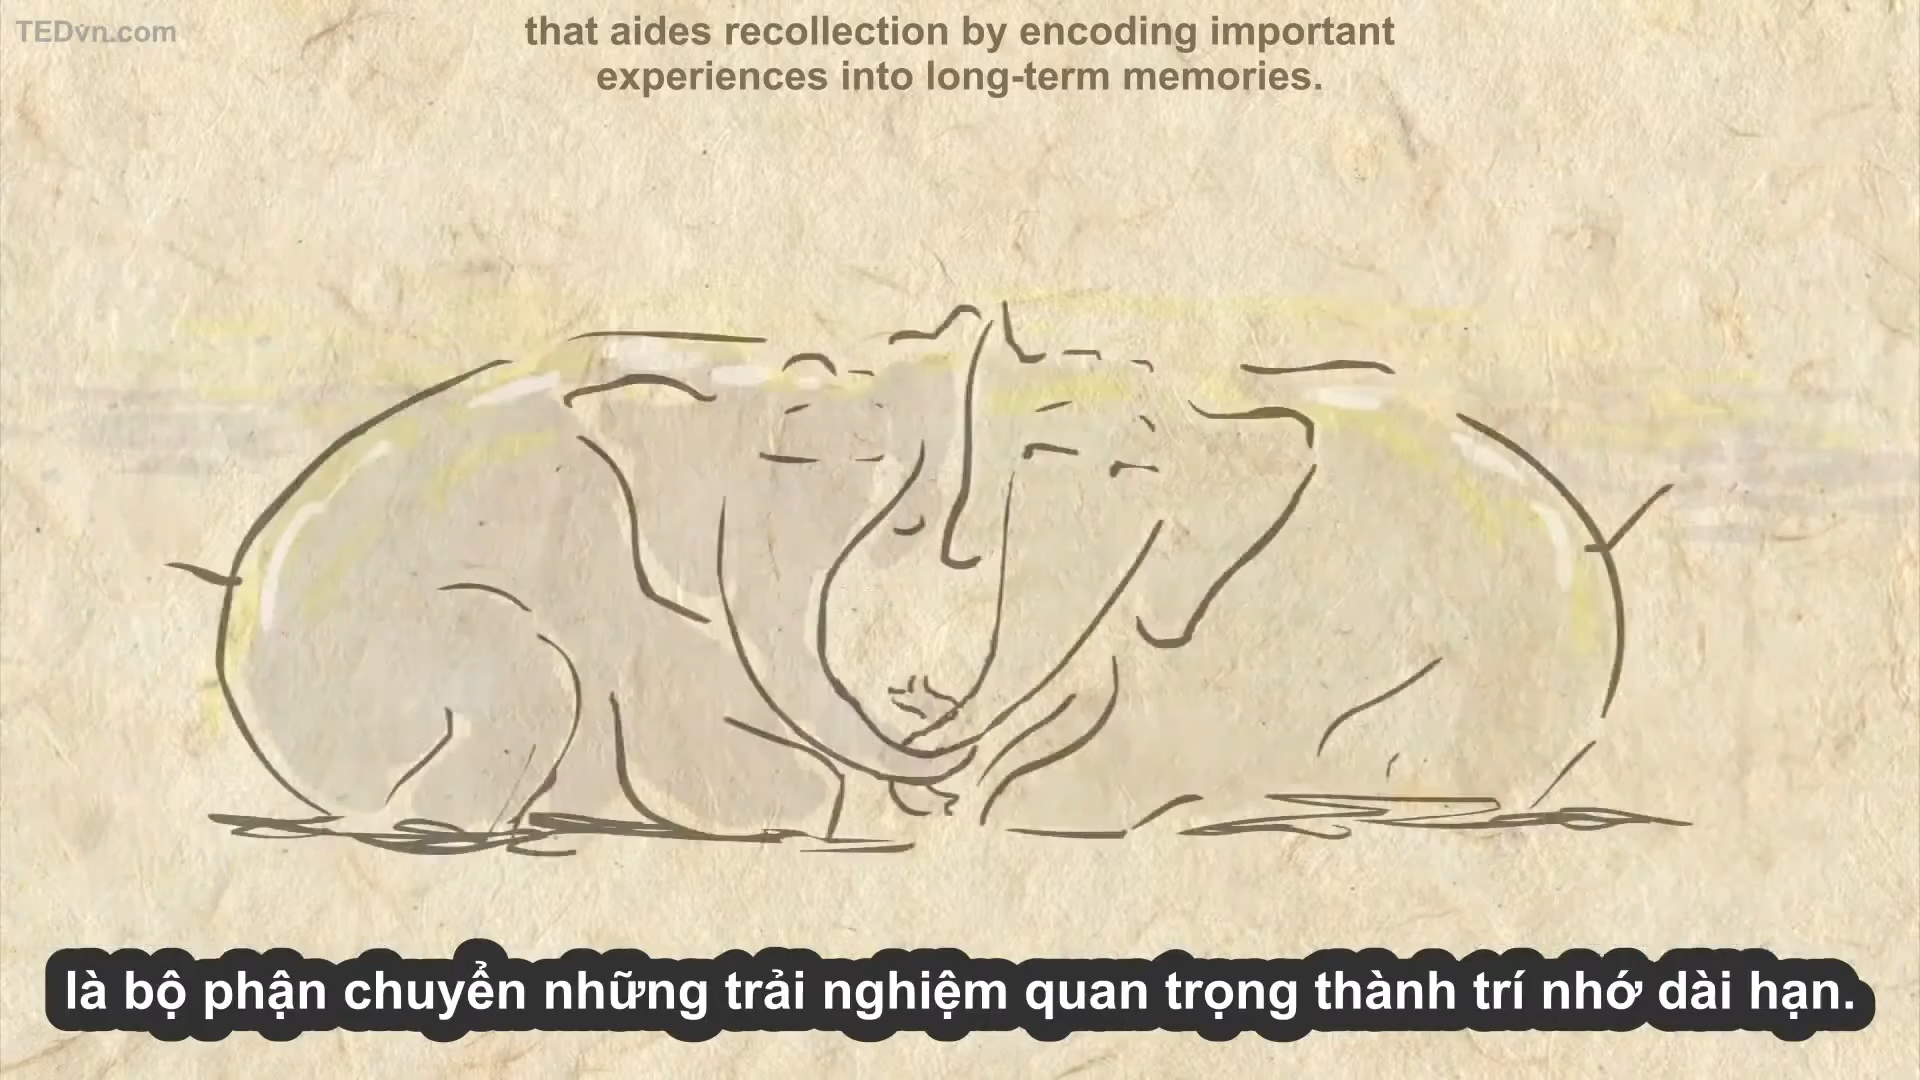 TEDvn.com
that aides recollection by encoding important
experiences into long-term memories.
là bộ phận chuyển những trải nghiệm quan trọng thành trí nhớ dài hạn.